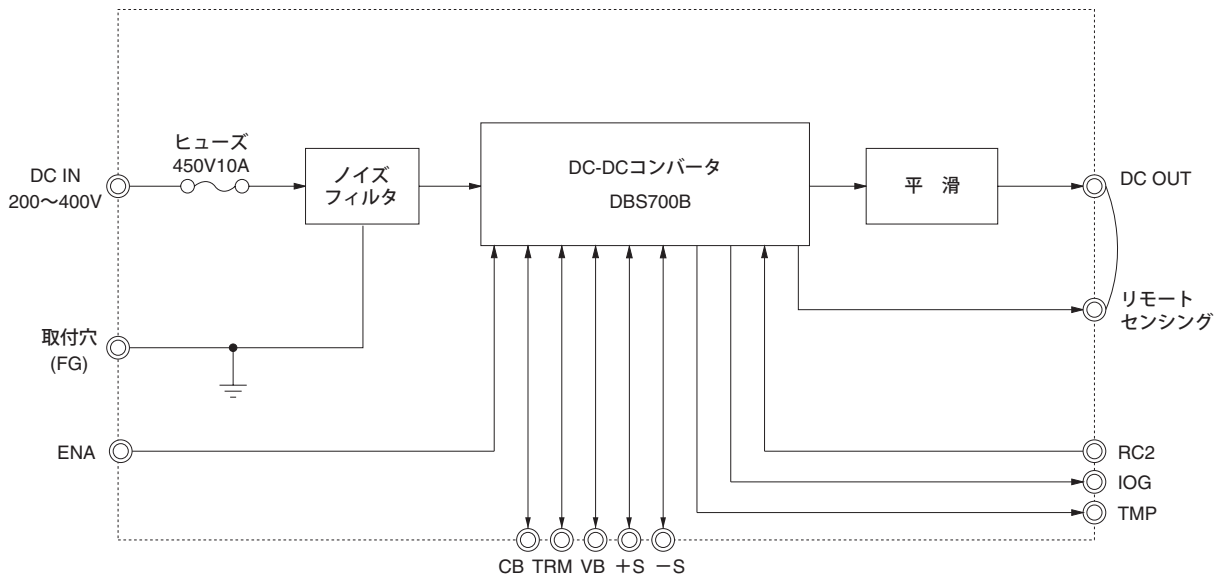 ヒューズ
450V10A
DC IN
200～400V
ノイズ
フィルタ
DC-DCコンバータ
DBS700B
平　滑
DC OUT
リモート
センシング
取付穴
(FG)
ENA
RC2
IOG
TMP
CB TRM VB ＋S －S